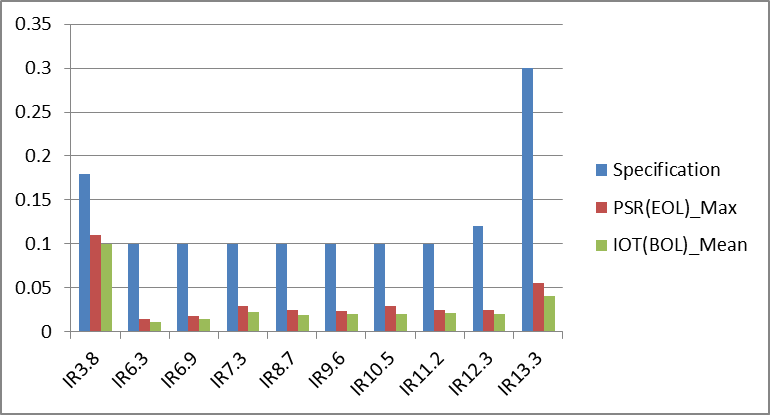 0.35
0.3
0.25
0.2
0.15
0.1
0.05
0
IR3.8
IR6.3
IR6.9
IR7.3
IR8.7
IR9.6
IR10.5
IR11.2
IR12.3
IR13.3
Specification
PSR(EOL)_Max
IOT(BOL)_Mean